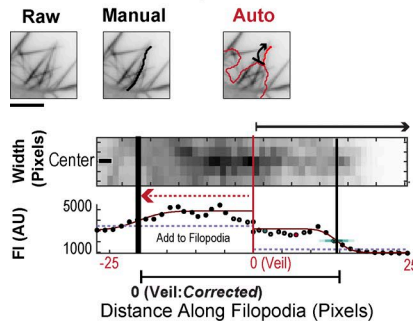 Raw Manual Auto
Width
(Pixels)
Center
FI (AU)
5000
1000
Add to Filopodia
-25 0 (Veil) 25
0 (Veil:Corrected)
Distance Along Filopodia (Pixels)